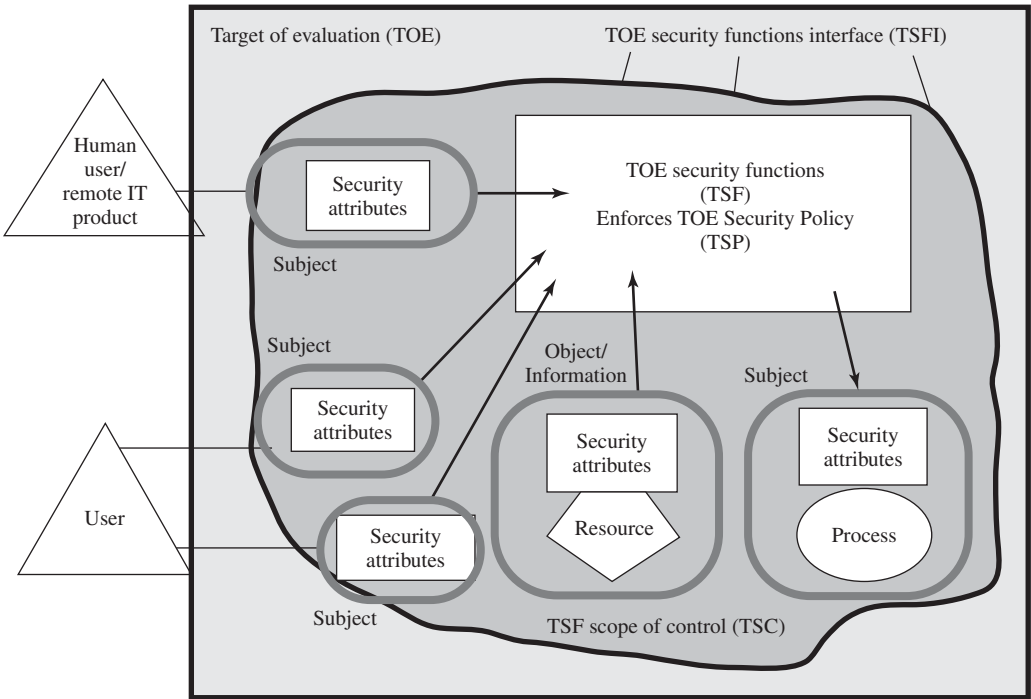 Target of evaluation (TOE)
TOE security functions interface (TSFI)
Human
user/
remote IT
product
Security
attributes
Subject
TOE security functions
(TSF)
Enforces TOE Security Policy
(TSP)
Subject
Security
attributes
Object/
Information
Security
attributes
Resource
Subject
Security
attributes
Process
User
Security
attributes
Subject
TSF scope of control (TSC)